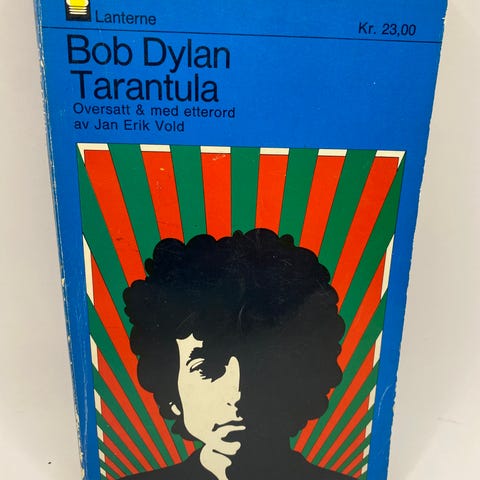 Lanterne
Kr. 23,00
Bob Dylan
Tarantula
Oversatt & med etterord
av Jan Erik Vold